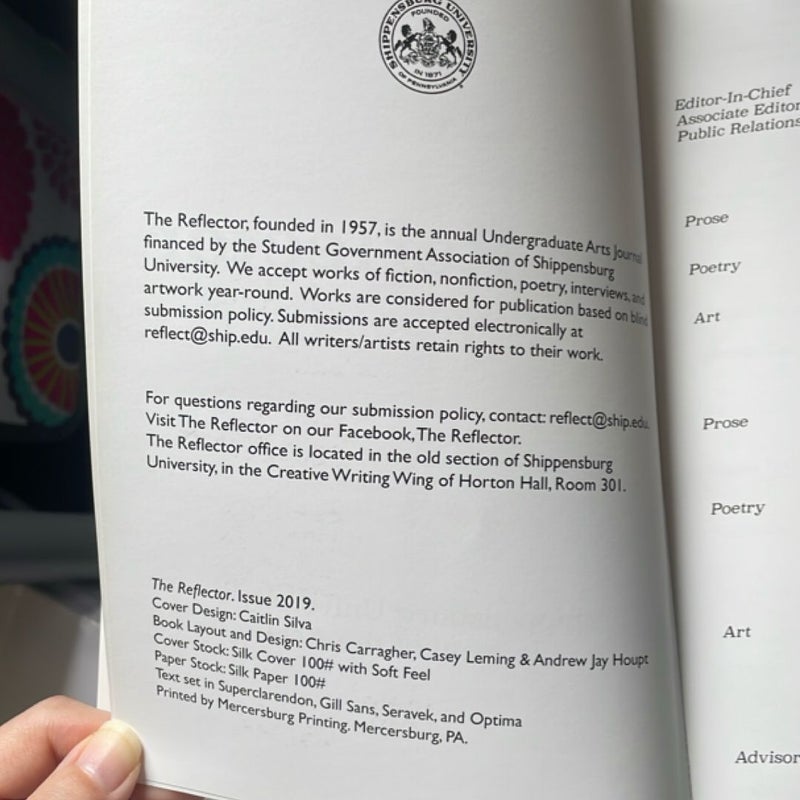 SHIPPENSBURG UNIVERSITY
FOUNDED
IN 1871
OF PENNSYLVANIA
The Reflector, founded in 1957, is the annual Undergraduate Arts Journal
financed by the Student Government Association of Shippensburg
University. We accept works of fiction, nonfiction, poetry, interviews, and
artwork year-round. Works are considered for publication based on blind
submission policy. Submissions are accepted electronically at
reflect@ship.edu. All writers/artists retain rights to their work.
For questions regarding our submission policy, contact: reflect@ship.edu.
Visit The Reflector on our Facebook, The Reflector.
The Reflector office is located in the old section of Shippensburg
University, in the Creative Writing Wing of Horton Hall, Room 301.
The Reflector. Issue 2019.
Cover Design: Caitlin Silva
Book Layout and Design: Chris Carragher, Casey Leming & Andrew Jay Houpt
Cover Stock: Silk Cover 100# with Soft Feel
Paper Stock: Silk Paper 100#
Text set in Superclarendon, Gill Sans, Seravek, and Optima
Printed by Mercersburg Printing. Mercersburg, PA.
Editor-In-Chief
Associate Editor
Public Relations
Prose
Poetry
Art
Prose
Poetry
Art
Advisor